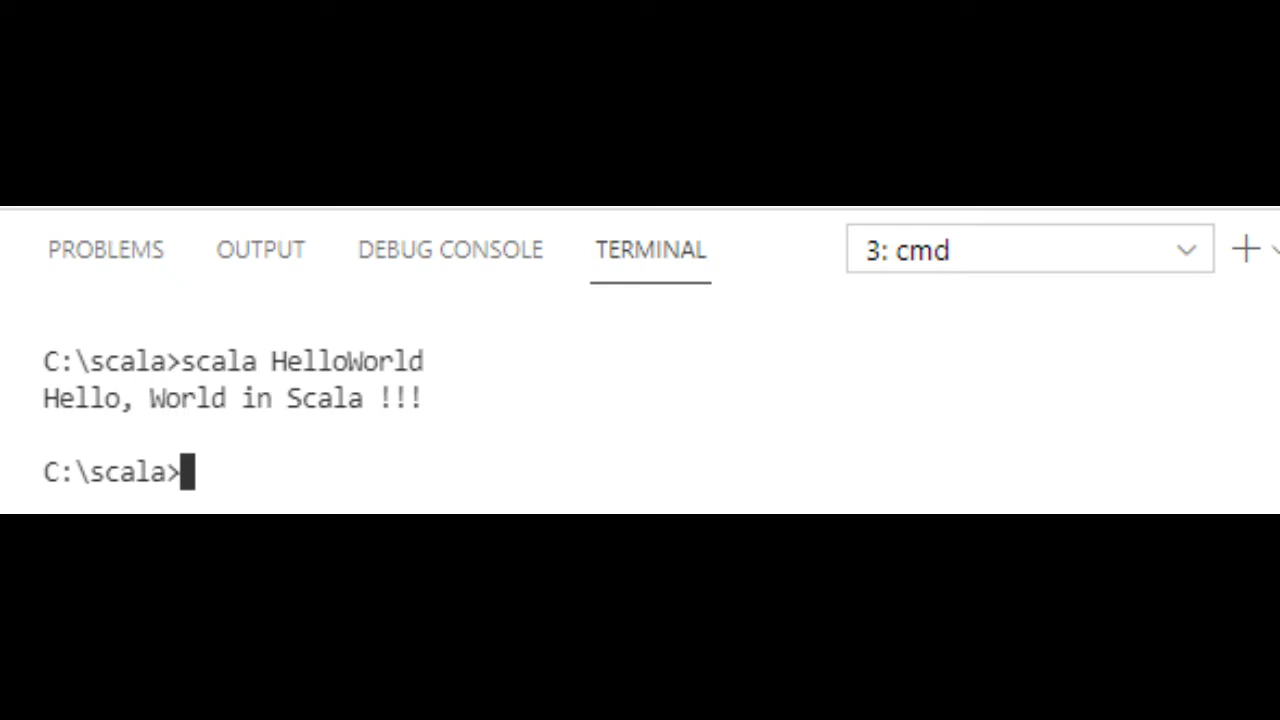 PROBLEMS OUTPUT DEBUG CONSOLE TERMINAL 3: cmd
C:\scala>scala HelloWorld
Hello, World in Scala !!!
C:\scala>